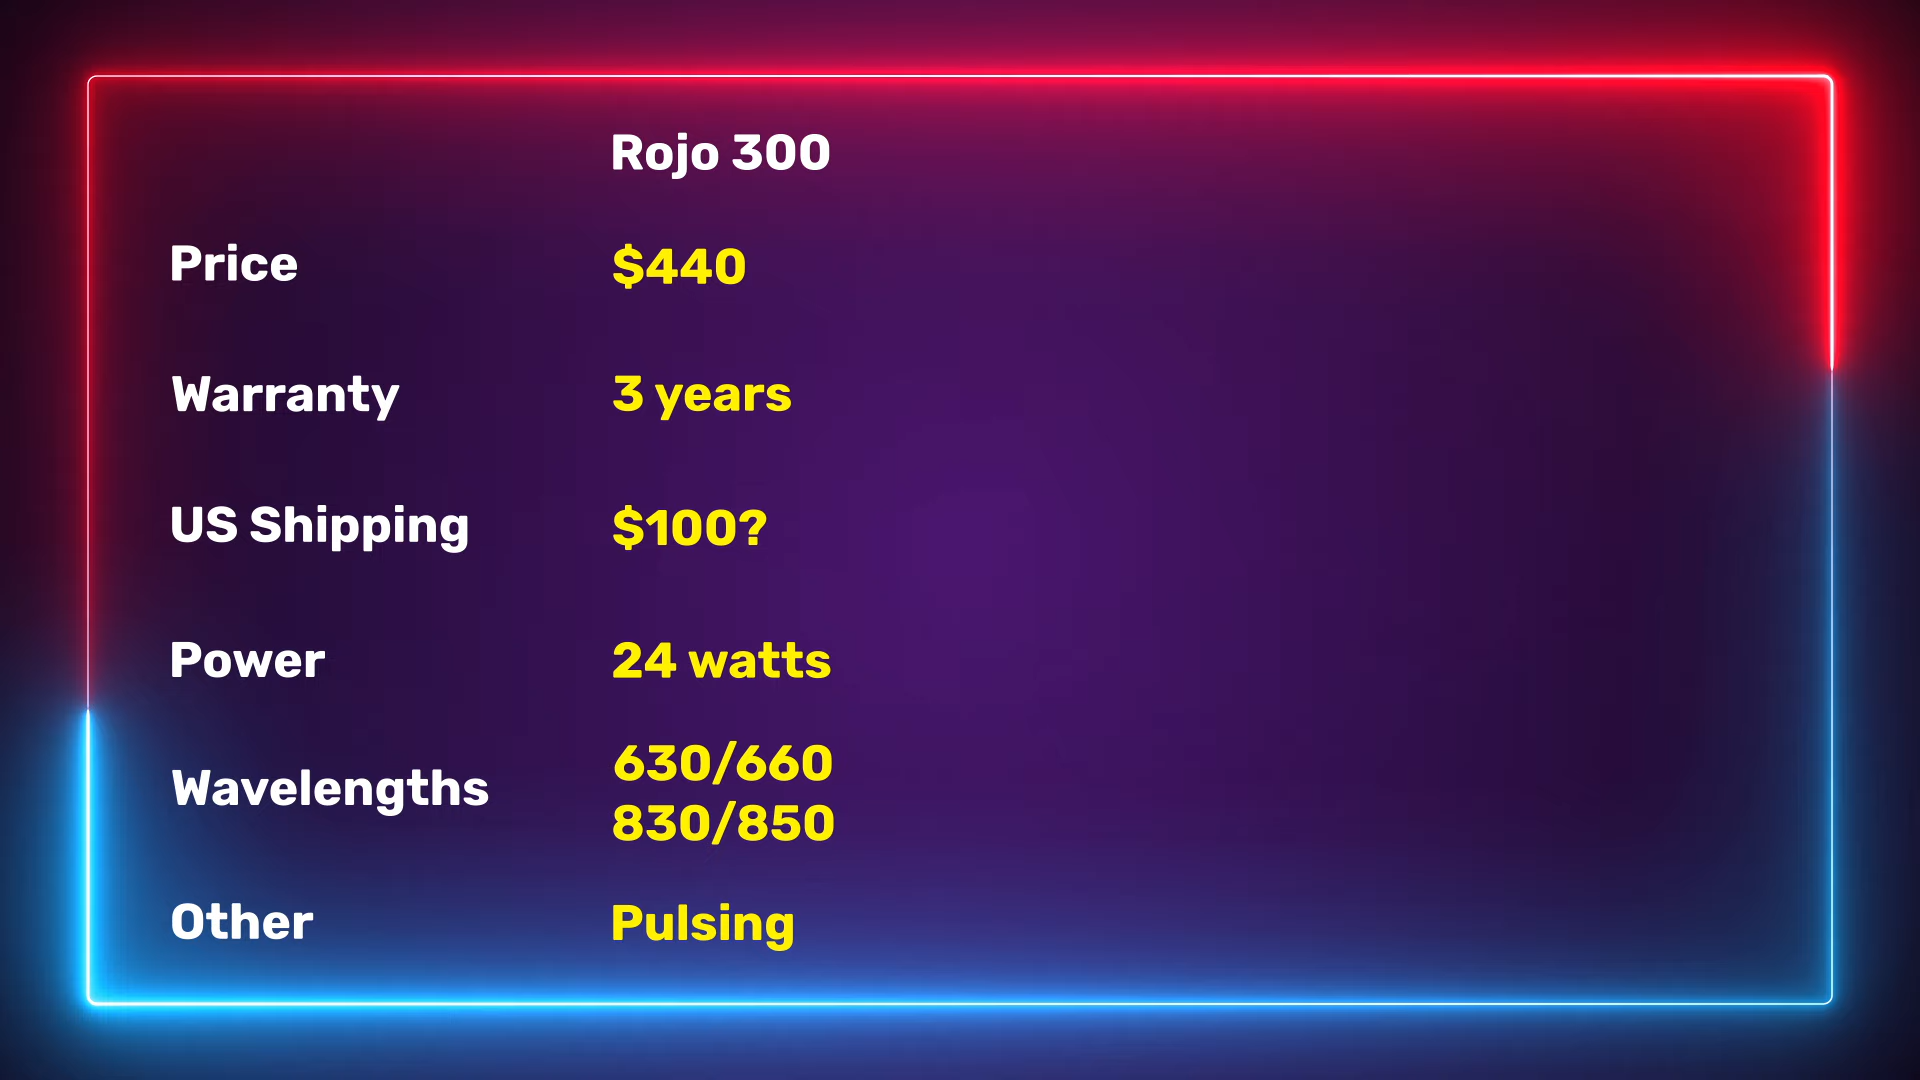 Rojo 300
Price $440
Warranty 3 years
US Shipping $100?
Power 24 watts
Wavelengths 630/660
830/850
Other Pulsing